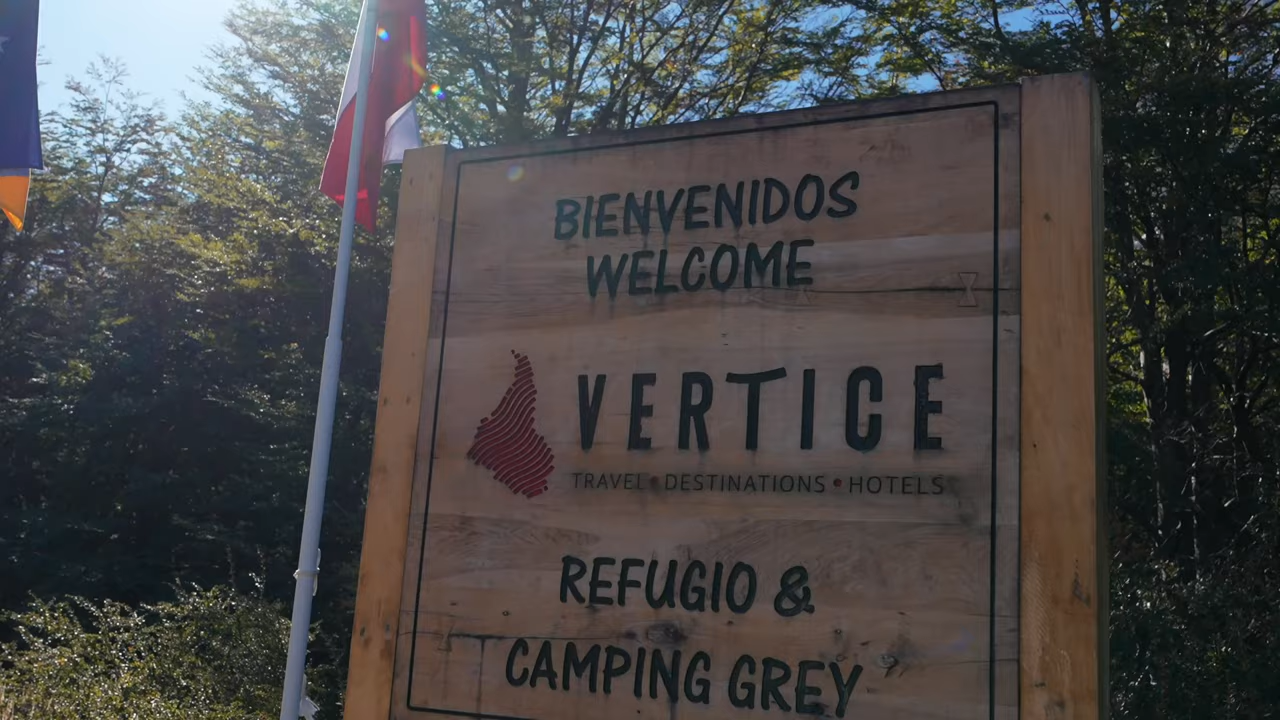 BIENVENIDOS
WELCOME
VERTICE
TRAVEL • DESTINATIONS • HOTELS
REFUGIO &
CAMPING GREY